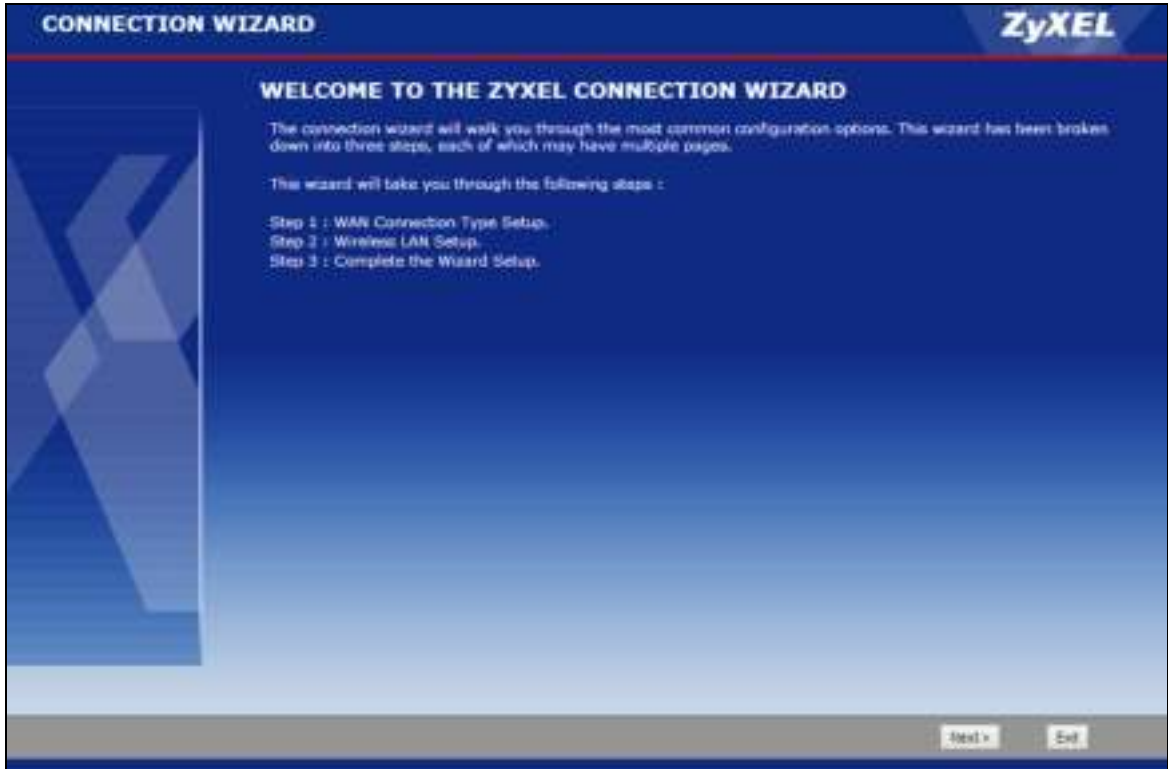 CONNECTION WIZARD
ZyXEL
WELCOME TO THE ZYXEL CONNECTION WIZARD
The connection wizard will walk you through the most common configuration options. This wizard has been broken
down into three steps, each of which may have multiple pages.
This wizard will take you through the following steps :
Step 1 : WAN Connection Type Setup.
Step 2 : Wireless LAN Setup.
Step 3 : Complete the Wizard Setup.
Next >
Exit